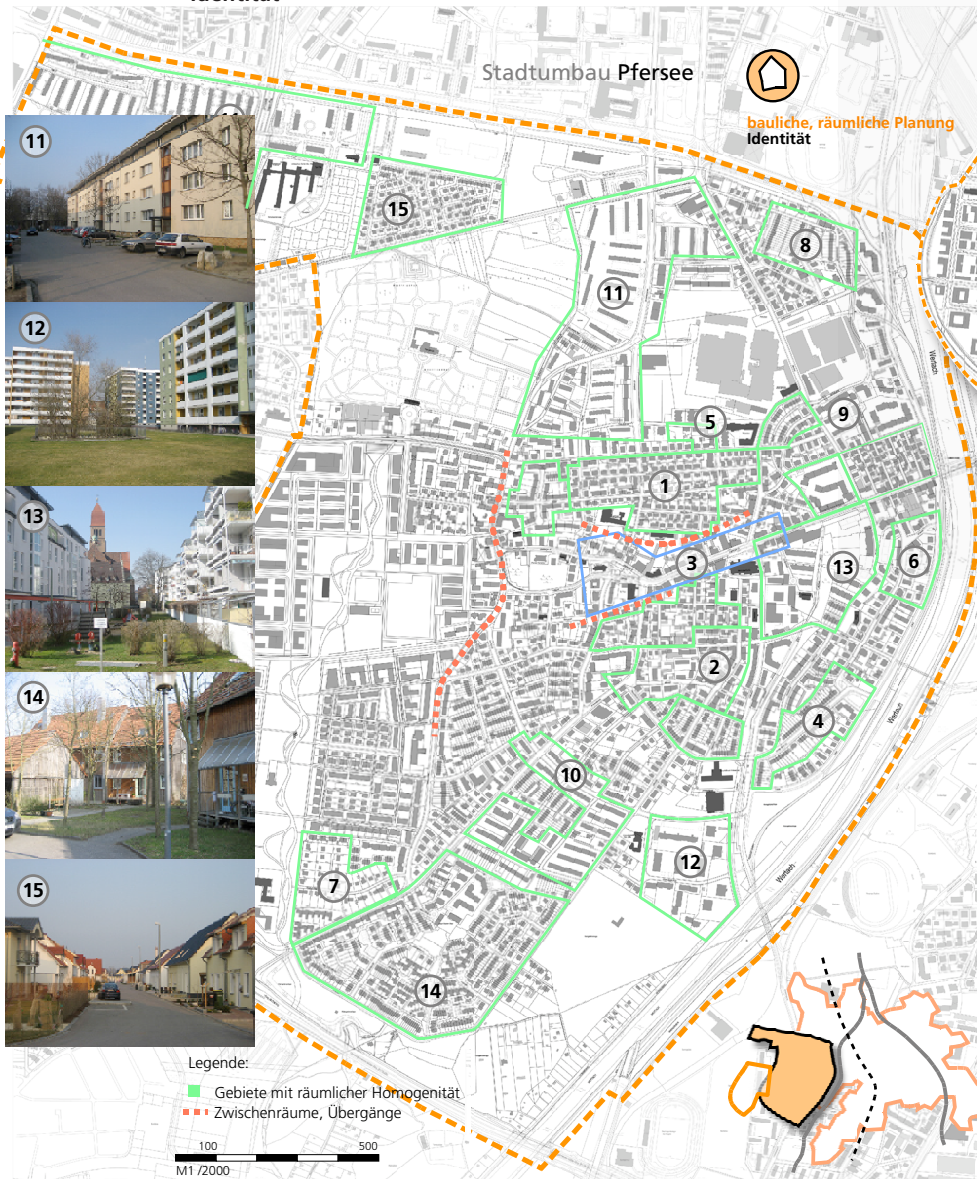 Identität
Stadtumbau Pfersee
bauliche, räumliche Planung
Identität
11
12
13
14
15
15
11
8
5
9
1
3
13
6
2
4
10
12
7
14
Wertach
Wertach
Wertach
Legende:
Gebiete mit räumlicher Homogenität
Zwischenräume, Übergänge
100 500
M1 /2000